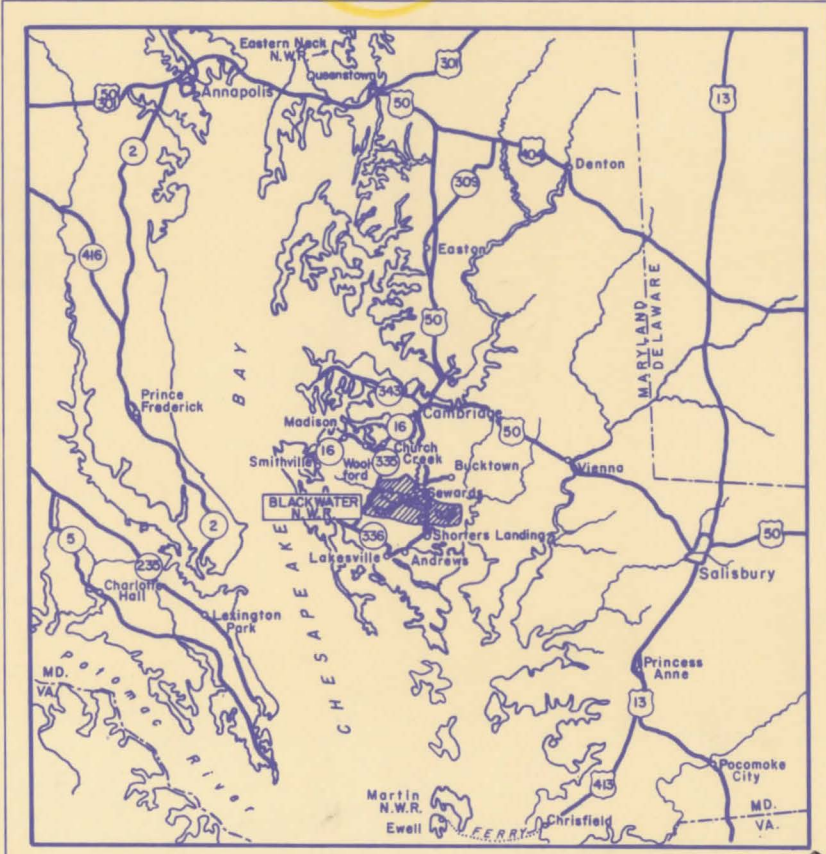 Eastern Neck
N.W.R.
Queenstown
301
50
301
Annapolis
50
13
2
404
Denton
309
416
Easton
MARYLAND
DELAWARE
50
BAY
343
Prince
Frederick
Cambridge
Madison
16
50
16
Church
Creek
Smithville
Wool
ford
335
Bucktown
Vienna
Sewards
BLACKWATER
N.W.R.
2
336
Shorters Landing
50
5
Lakesville
Andrews
235
Salisbury
Charlotte
Hall
Lexington
Park
CHESAPEAKE
Potomac
River
MD.
VA.
Princess
Anne
13
Pocomoke
City
413
Martin
N.W.R.
MD.
VA.
Ewell
FERRY
Chrisfield